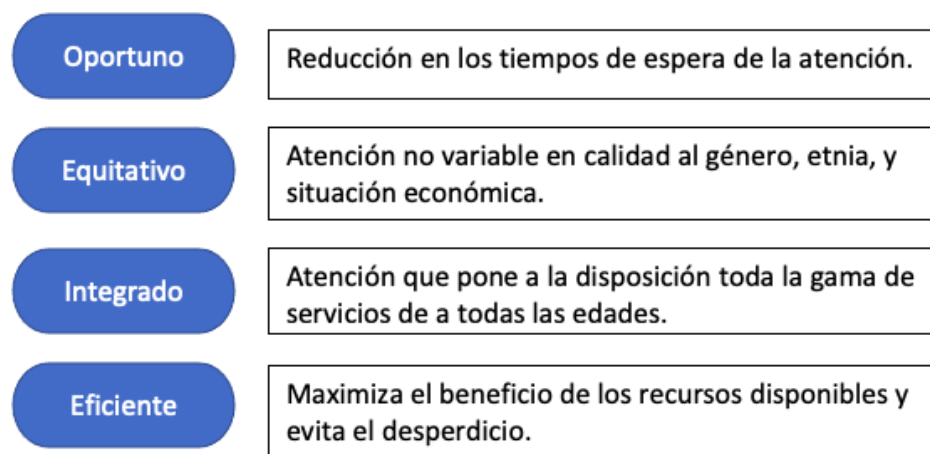 Oportuno
Reducción en los tiempos de espera de la atención.
Equitativo
Atención no variable en calidad al género, etnia, y
situación económica.
Integrado
Atención que pone a la disposición toda la gama de
servicios de a todas las edades.
Eficiente
Maximiza el beneficio de los recursos disponibles y
evita el desperdicio.